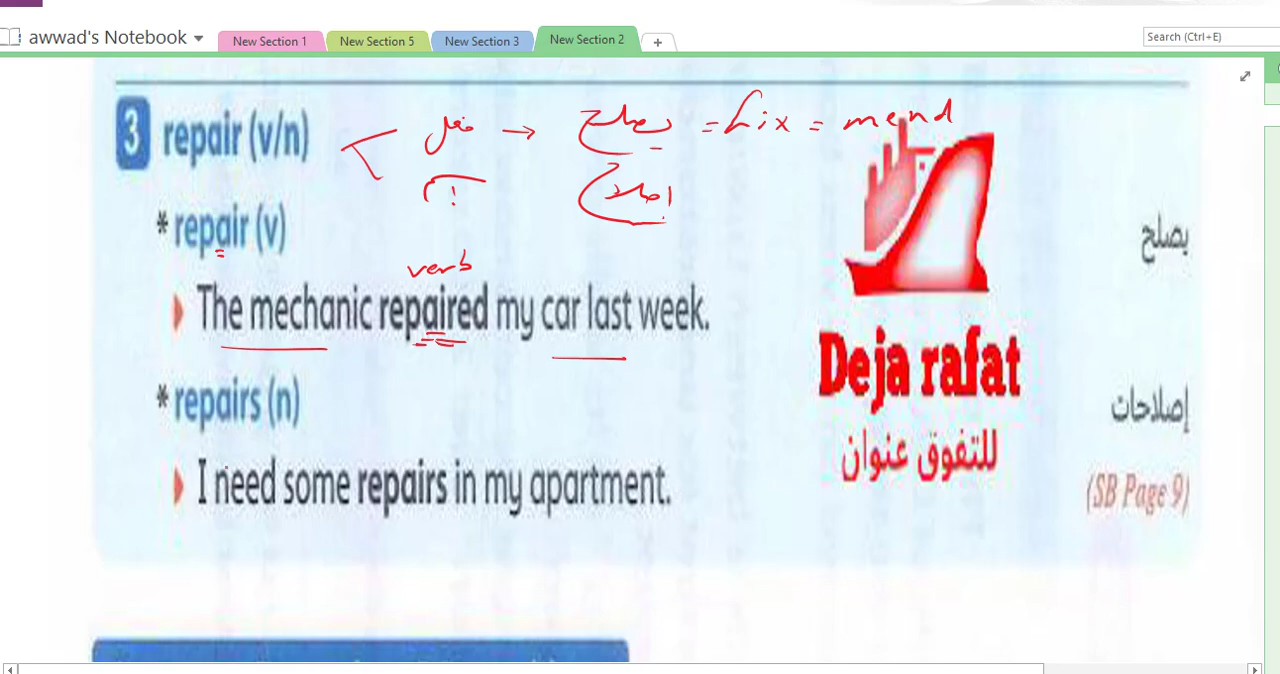 awwad's Notebook
New Section 1 New Section 5 New Section 3 New Section 2 +
Search (Ctrl+E)
3 repair (v/n) فعل → يصلح = fix = mend
اصلاح
* repair (v) يصلح
verb
The mechanic repaired my car last week.
Deja rafat
* repairs (n) إصلاحات
للتفوق عنوان
I need some repairs in my apartment. (SB Page 9)